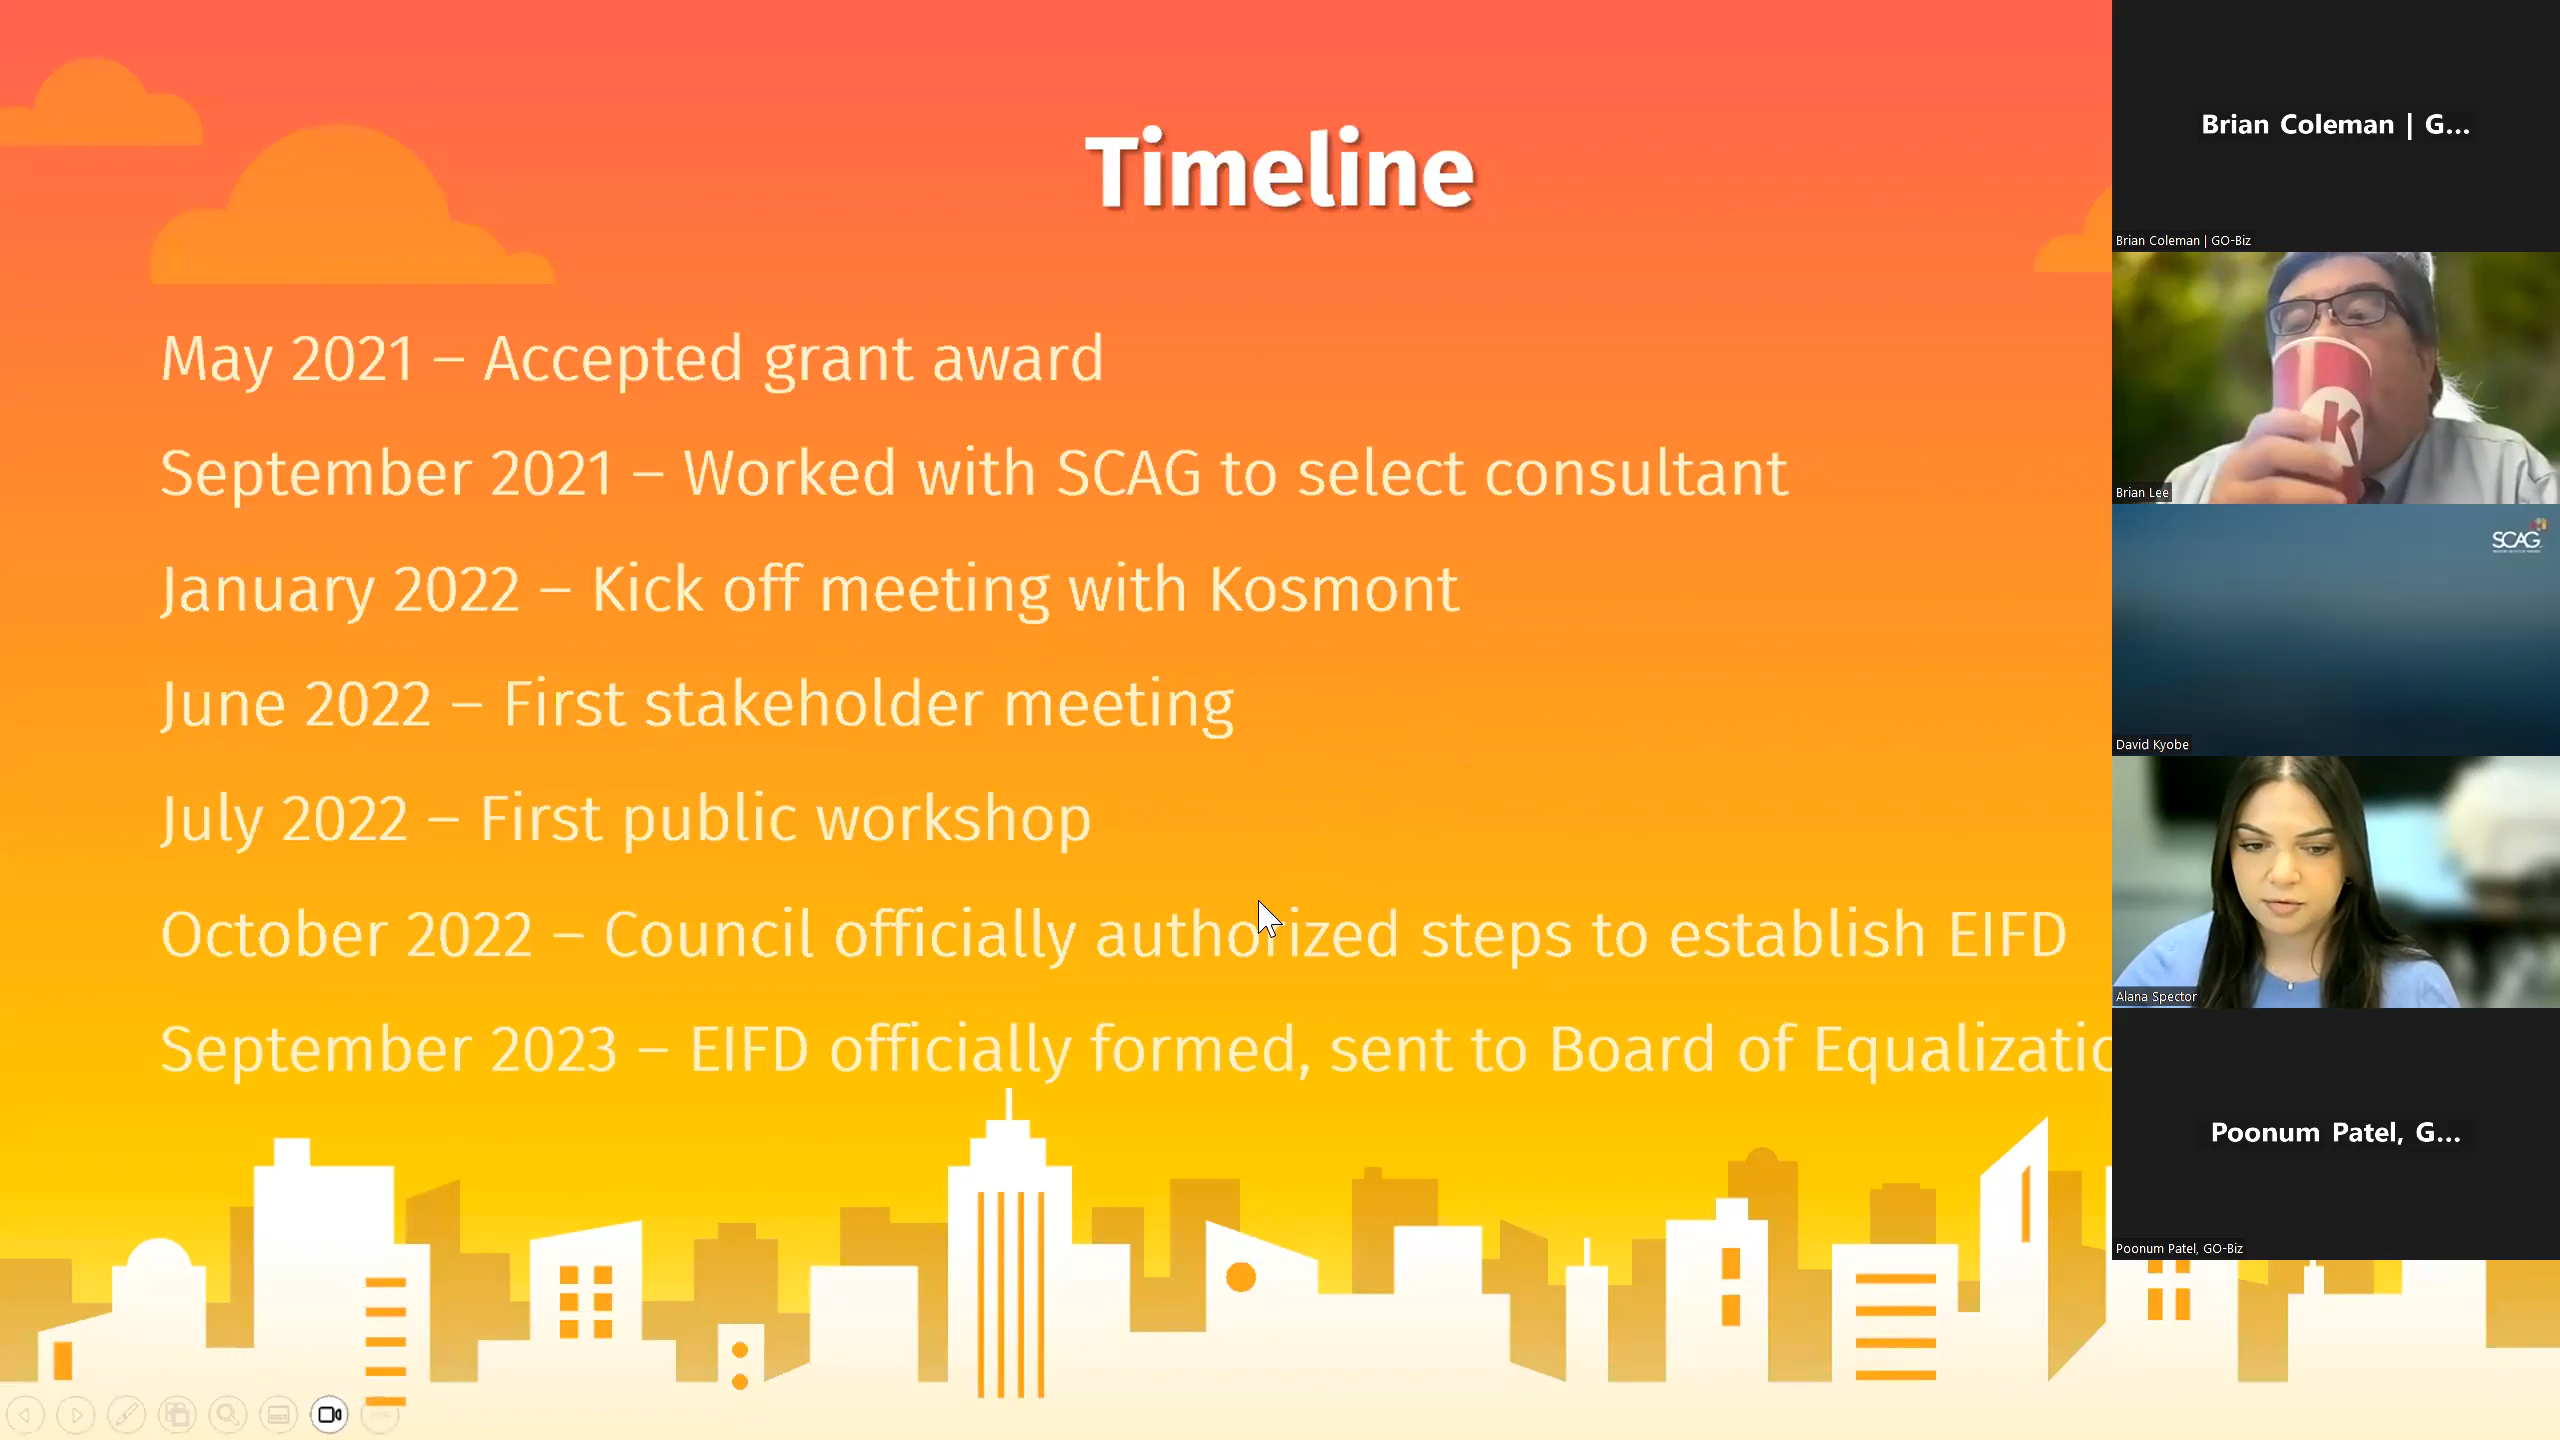 Timeline
May 2021 – Accepted grant award
September 2021 – Worked with SCAG to select consultant
January 2022 – Kick off meeting with Kosmont
June 2022 – First stakeholder meeting
July 2022 – First public workshop
October 2022 – Council officially authorized steps to establish EIFD
September 2023 – EIFD officially formed, sent to Board of Equalizatio
Brian Coleman | G...
Brian Coleman | GO-Biz
K
Brian Lee
SCAG
David Kyobe
Alana Spector
Poonum Patel, G...
Poonum Patel, GO-Biz